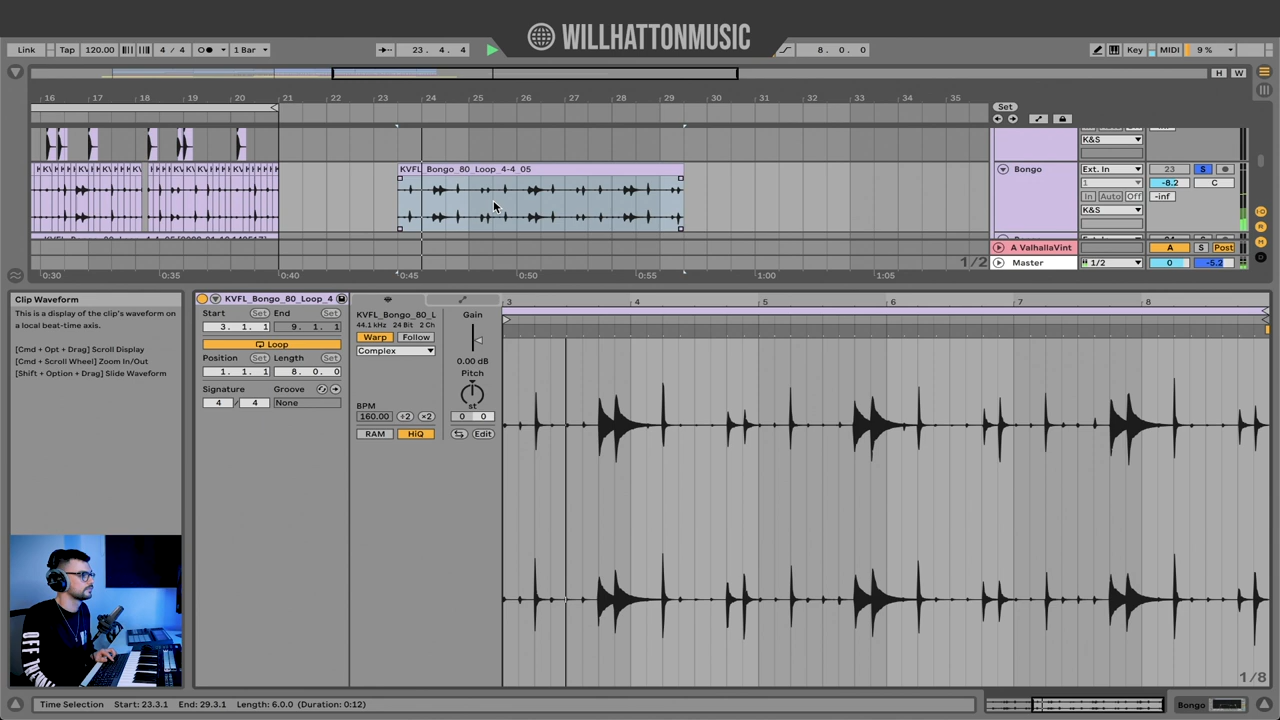 WILLHATTONMUSIC
Link Tap 120.00 4 / 4 1 Bar 23. 4. 4 8. 0. 0 Key MIDI 9 %
H W
16 17 18 19 20 21 22 23 24 25 26 27 28 29 30 31 32 33 34 35
Set
K&S
KVFL_Bongo_80_Loop_4-4_05
Bongo Ext. In 23 S
1 -8.2 C
In Auto Off -inf
K&S
A ValhallaVint A S Post
1/2 Master 1/2 0 -5.2
0:30 0:35 0:40 0:45 0:50 0:55 1:00 1:05
Clip Waveform
This is a display of the clip's waveform on
a local beat-time axis.
[Cmd + Opt + Drag] Scroll Display
[Cmd + Scroll Wheel] Zoom In/Out
[Shift + Option + Drag] Slide Waveform
KVFL_Bongo_80_Loop_4
Start Set End Set
3. 1. 1 9. 1. 1
Loop
Position Set Length Set
1. 1. 1 8. 0. 0
Signature Groove
4 / 4 None
KVFL_Bongo_80_L
44.1 kHz 24 Bit 2 Ch
Warp Follow
Complex
BPM
160.00 ÷2 ×2
RAM HiQ
Gain
0.00 dB
Pitch
st
0 0
Edit
3 4 5 6 7 8
1/8
OFF
Time Selection Start: 23.3.1 End: 29.3.1 Length: 6.0.0 (Duration: 0:12)
Bongo